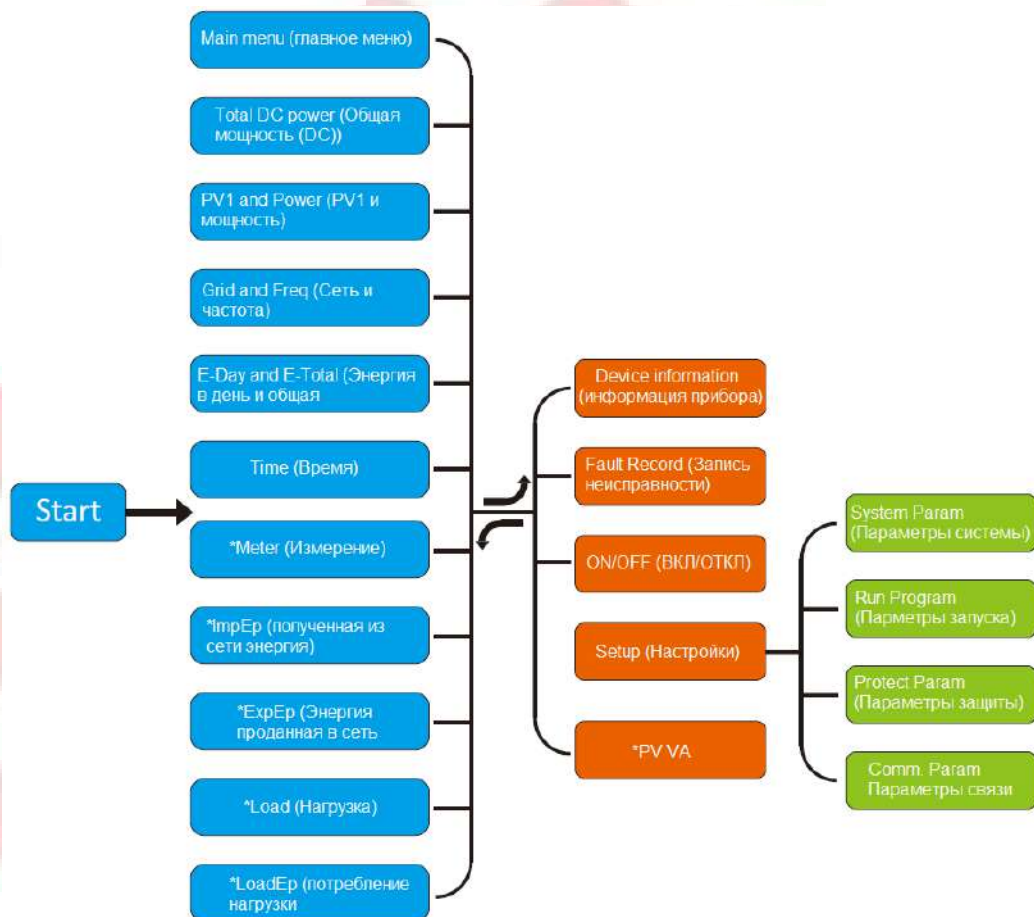 Start
Main menu (главное меню)
Total DC power (Общая
мощность (DC))
PV1 and Power (PV1 и
мощность)
Grid and Freq (Сеть и
частота)
E-Day and E-Total (Энергия
в день и общая
Time (Время)
*Meter (Измерение)
*ImpEp (полученная из
сети энергия)
*ExpEp (Энергия
проданная в сеть
*Load (Нагрузка)
*LoadEp (потребление
нагрузки
Device information
(информация прибора)
Fault Record (Запись
неисправности)
ON/OFF (ВКЛ/ОТКЛ)
Setup (Настройки)
*PV VA
System Param
(Параметры системы)
Run Program
(Парметры запуска)
Protect Param
(Параметры защиты)
Comm. Param
Параметры связи